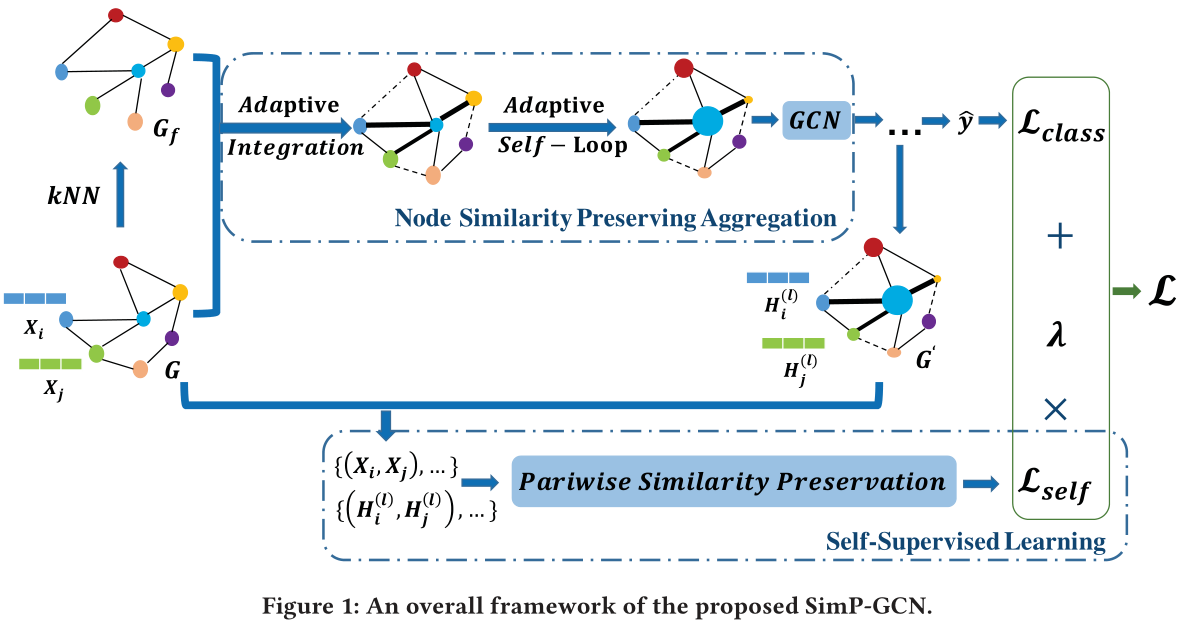 G_f
kNN
X_i
X_j
G
Adaptive
Integration
Adaptive
Self − Loop
GCN
...
ŷ
ℒ_class
Node Similarity Preserving Aggregation
H_i^(l)
H_j^(l)
G'
+
λ
×
ℒ
{(X_i, X_j), ... }
{(H_i^(l), H_j^(l)), ... }
Pariwise Similarity Preservation
ℒ_self
Self-Supervised Learning
Figure 1: An overall framework of the proposed SimP-GCN.